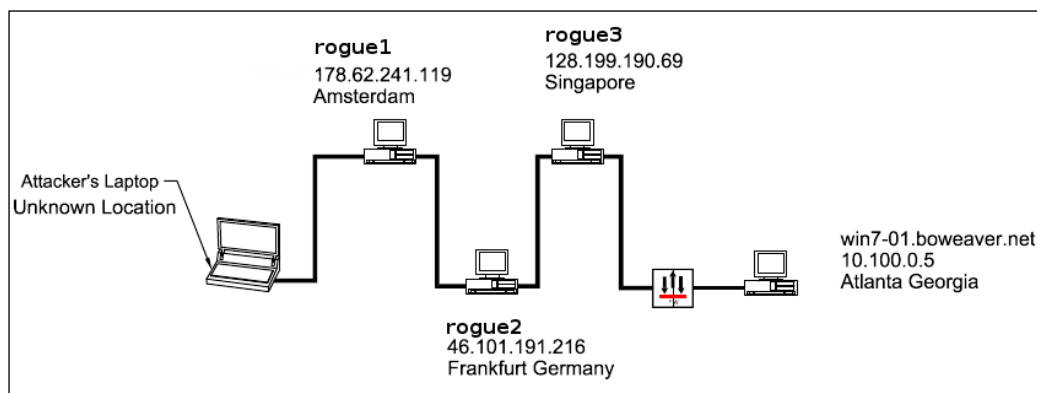 rogue1
178.62.241.119
Amsterdam
rogue3
128.199.190.69
Singapore
Attacker's Laptop
Unknown Location
rogue2
46.101.191.216
Frankfurt Germany
win7-01.boweaver.net
10.100.0.5
Atlanta Georgia